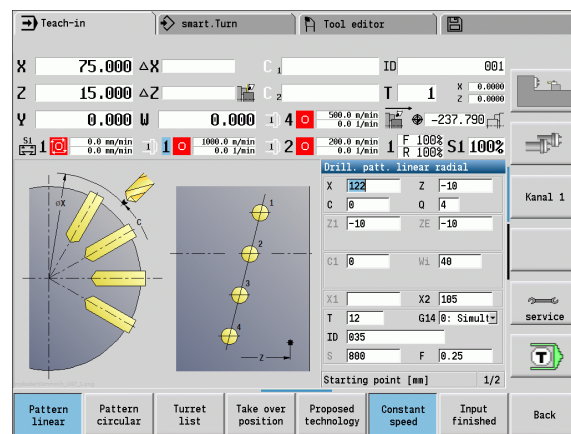 Teach-in smart.Turn Tool editor
X 75.000 △X C 1 ID 001
Z 15.000 △Z C 2 T 1 X 0.0000
Z 0.0000
Y 0.000 W 0.000 4 500.0 m/min
0.0 1/min -237.790
S1 1 0.0 mm/min
0.0 mm/min 1 1000.0 m/min
0.0 1/min 2 200.0 m/min
0.0 1/min 1 F 100%
R 100% S1 100%
øX
C
1
2
3
4
Z
Drill. patt. linear radial
X 122 Z -10
C 0 Q 4
Z1 -10 ZE -10
C1 0 Wi 40
X1 X2 105
T 12 G14 0: Simult
ID 035
S 800 F 0.25
Starting point [mm] 1/2
Kanal 1
service
T
Pattern
linear
Pattern
circular
Turret
list
Take over
position
Proposed
technology
Constant
speed
Input
finished
Back